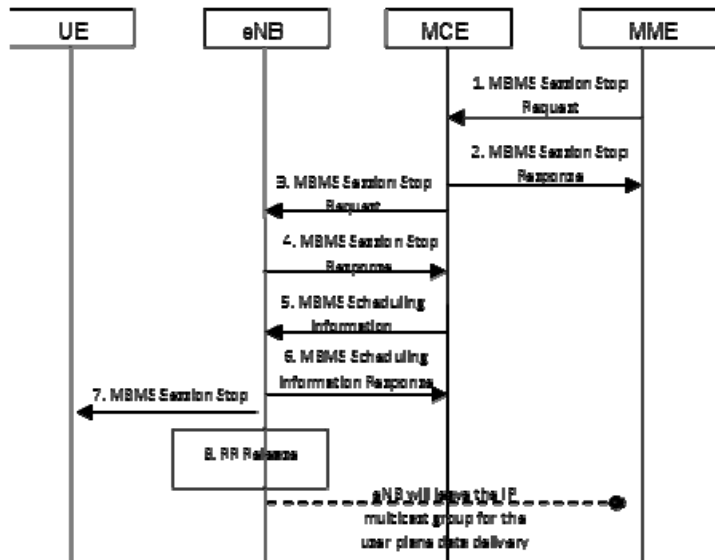 UE
eNB
MCE
MME
1. MBMS Session Stop
Request
2. MBMS Session Stop
Response
3. MBMS Session Stop
Request
4. MBMS Session Stop
Response
5. MBMS Scheduling
Information
6. MBMS Scheduling
Information Response
7. MBMS Session Stop
8. RR Release
eNB will leave the IP
multicast group for the
user plane data delivery